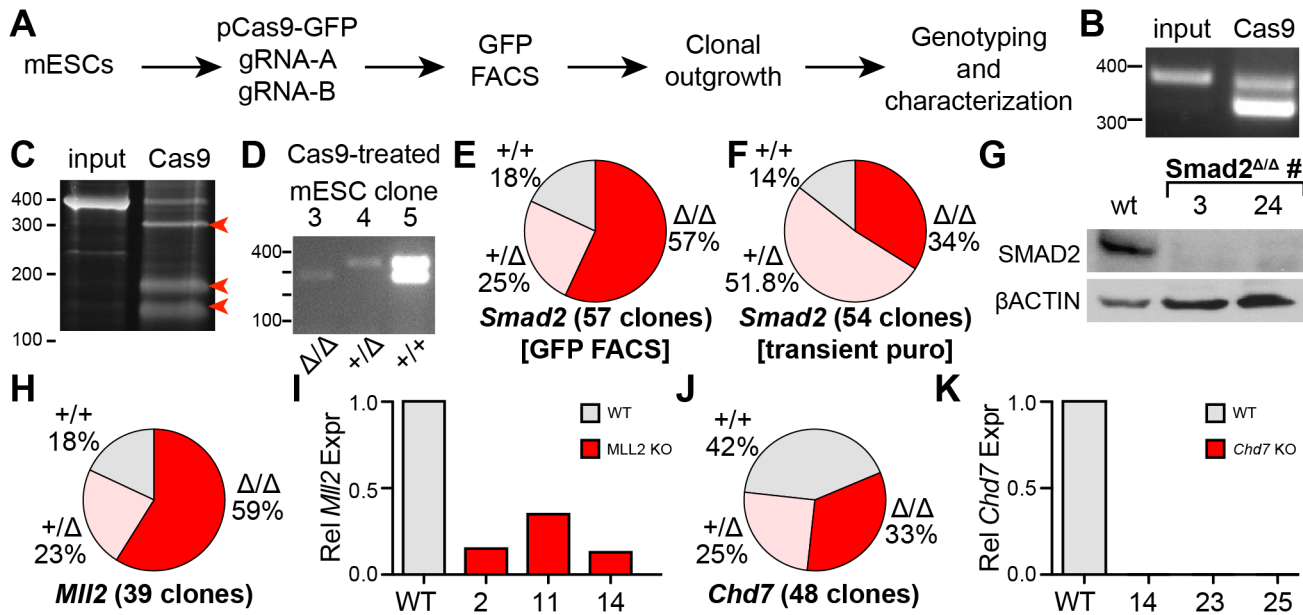 A
mESCs
pCas9-GFP
gRNA-A
gRNA-B
GFP
FACS
Clonal
outgrowth
Genotyping
and
characterization
B
input Cas9
400
300
C
input Cas9
400
300
200
100
D
Cas9-treated
mESC clone
3 4 5
400
100
Δ/Δ +/Δ +/+
E
+/+
18%
Δ/Δ
57%
+/Δ
25%
Smad2 (57 clones)
[GFP FACS]
F
+/+
14%
Δ/Δ
34%
+/Δ
51.8%
Smad2 (54 clones)
[transient puro]
G
Smad2Δ/Δ #
wt 3 24
SMAD2
βACTIN
H
+/+
18%
Δ/Δ
59%
+/Δ
23%
Mll2 (39 clones)
I
Rel Mll2 Expr
1.0
0.5
0.0
WT
MLL2 KO
WT 2 11 14
J
+/+
42%
Δ/Δ
33%
+/Δ
25%
Chd7 (48 clones)
K
Rel Chd7 Expr
1.0
0.5
0.0
WT
Chd7 KO
WT 14 23 25